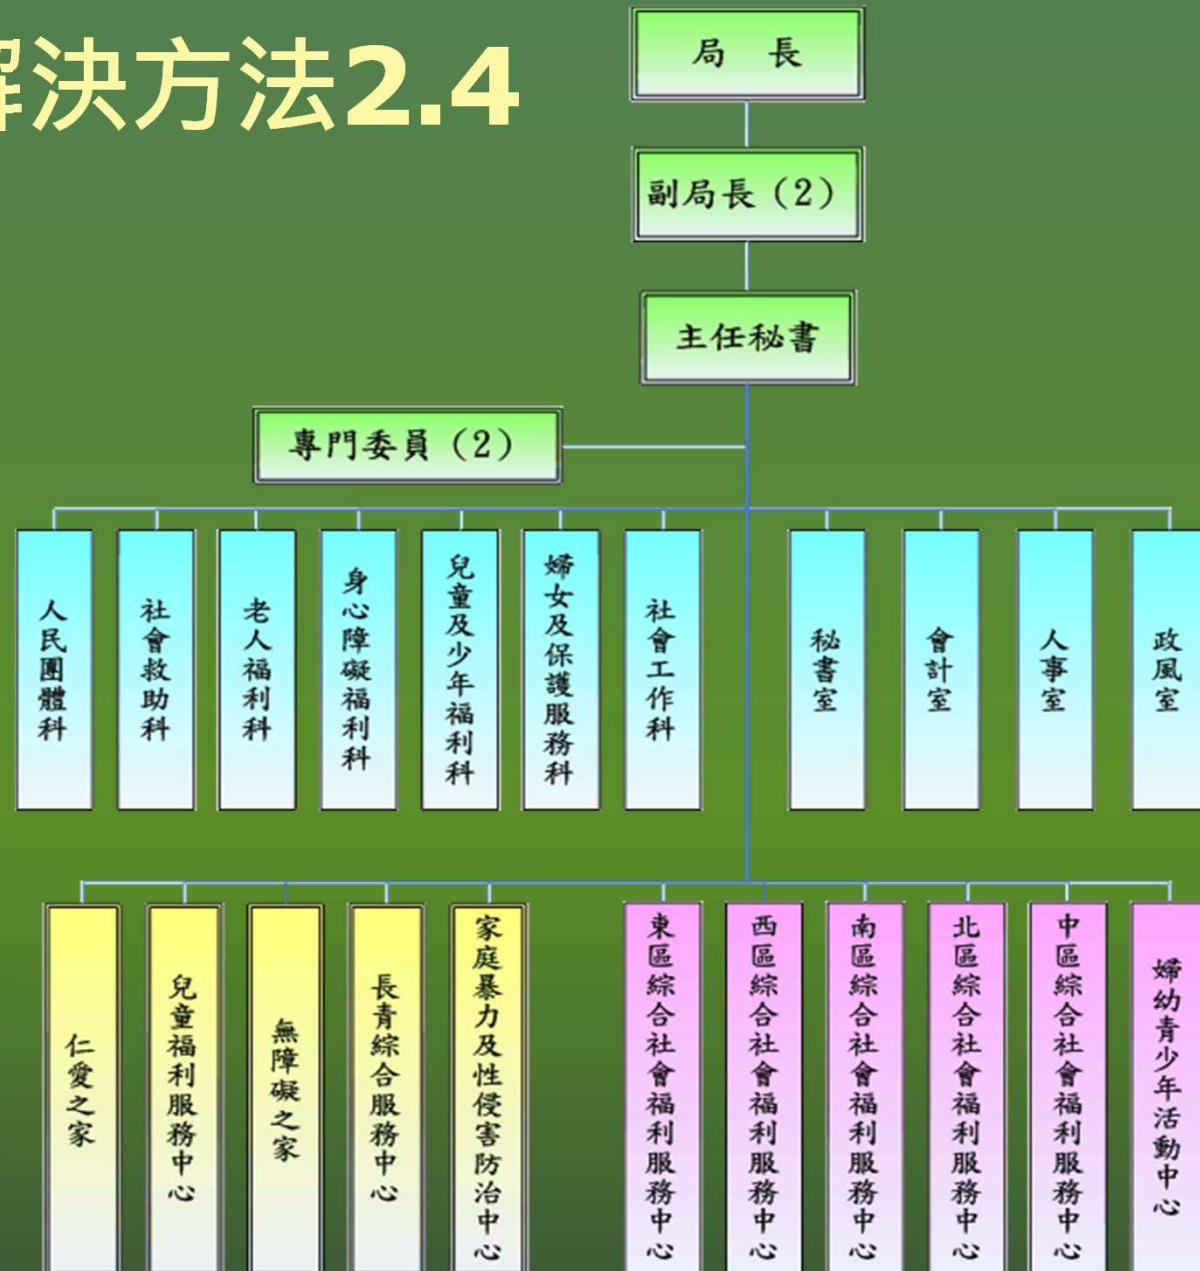 解決方法2.4
局 長
副局長（2）
主任秘書
專門委員（2）
人民團體科
社會救助科
老人福利科
身心障礙福利科
兒童及少年福利科
婦女及保護服務科
社會工作科
秘書室
會計室
人事室
政風室
仁愛之家
兒童福利服務中心
無障礙之家
長青綜合服務中心
家庭暴力及性侵害防治中心
東區綜合社會福利服務中心
西區綜合社會福利服務中心
南區綜合社會福利服務中心
北區綜合社會福利服務中心
中區綜合社會福利服務中心
婦幼青少年活動中心